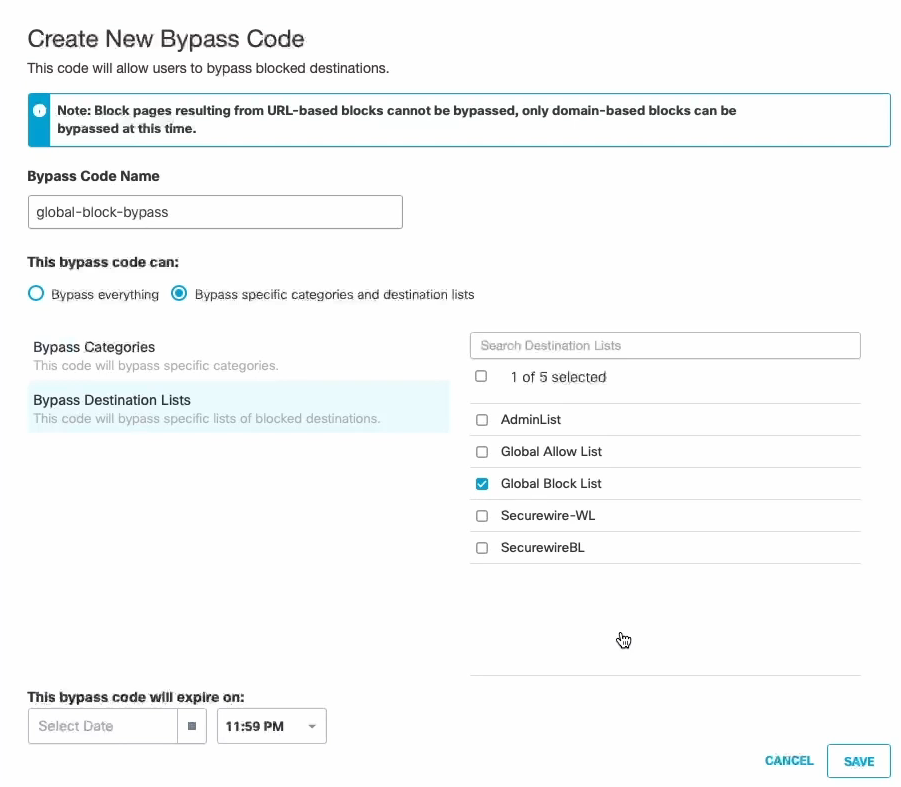 Create New Bypass Code
This code will allow users to bypass blocked destinations.
Note: Block pages resulting from URL-based blocks cannot be bypassed, only domain-based blocks can be
bypassed at this time.
Bypass Code Name
global-block-bypass
This bypass code can:
Bypass everything
Bypass specific categories and destination lists
Bypass Categories
This code will bypass specific categories.
Bypass Destination Lists
This code will bypass specific lists of blocked destinations.
Search Destination Lists
1 of 5 selected
AdminList
Global Allow List
Global Block List
Securewire-WL
SecurewireBL
This bypass code will expire on:
Select Date
11:59 PM
CANCEL
SAVE